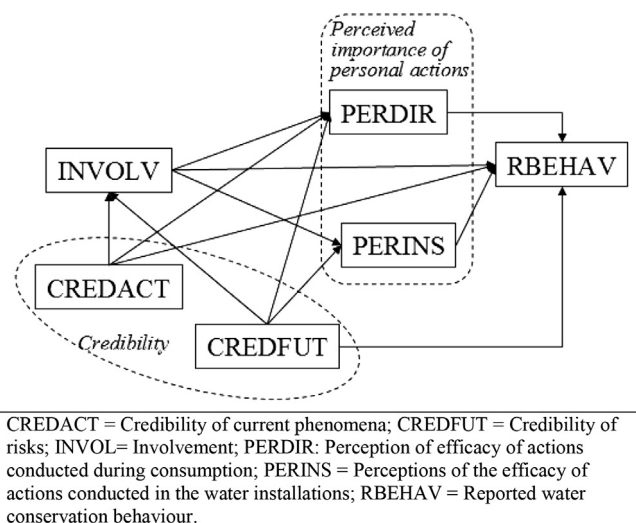 Perceived
importance of
personal actions
PERDIR
RBEHAV
INVOLV
PERINS
CREDACT
Credibility
CREDFUT
CREDACT = Credibility of current phenomena; CREDFUT = Credibility of
risks; INVOL= Involvement; PERDIR: Perception of efficacy of actions
conducted during consumption; PERINS = Perceptions of the efficacy of
actions conducted in the water installations; RBEHAV = Reported water
conservation behaviour.